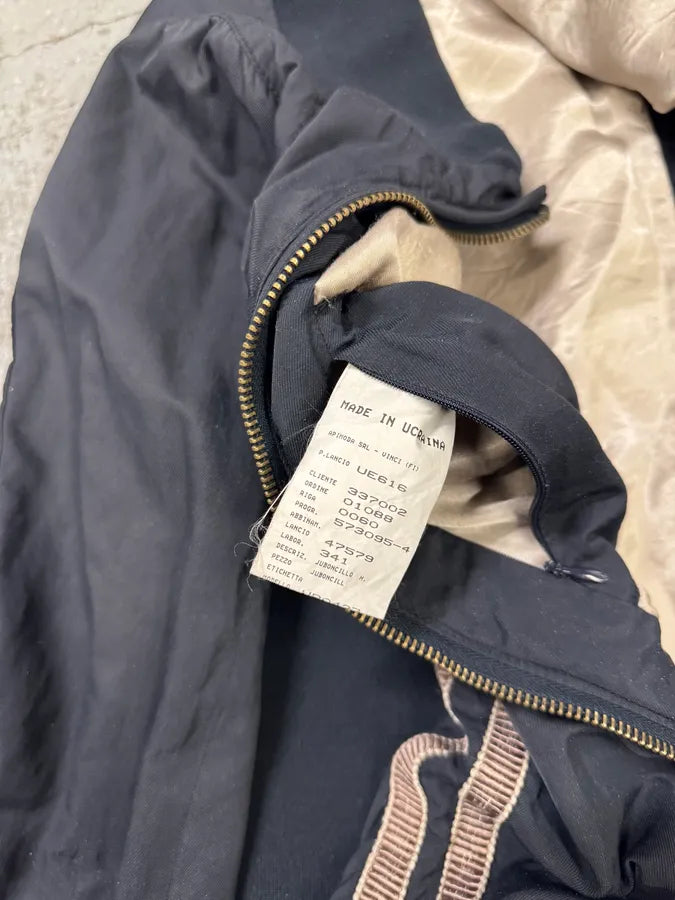 MADE IN UCRAINA
APIMODA SRL - VINCI (FI)
P.LANCIO UE616
CLIENTE 337002
ORDINE 01088
RIGA 0060
PROGR. 573095-4
ABBINAM.
LANCIO 47579
LABOR. 341
DESCRIZ. JUBONCILLO M.
PEZZO JUBONCILL
ETICHETTA